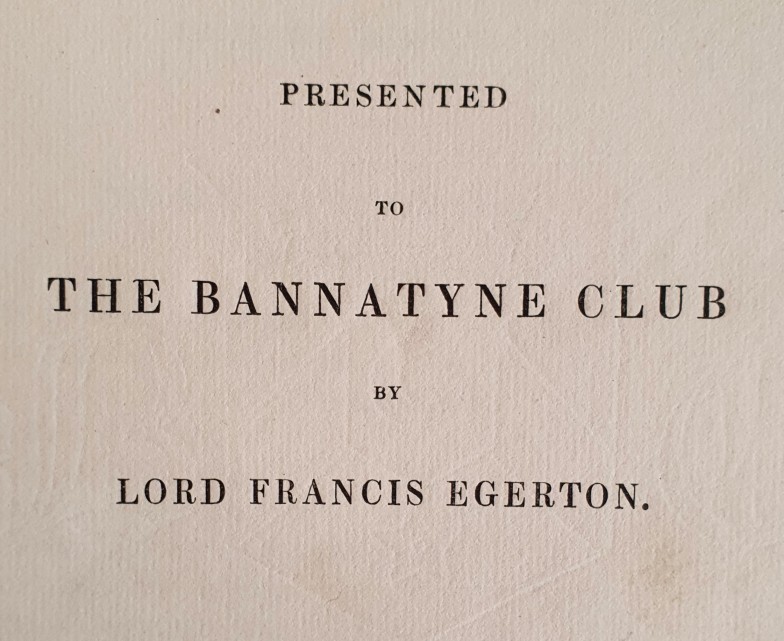 PRESENTED
TO
THE BANNATYNE CLUB
BY
LORD FRANCIS EGERTON.